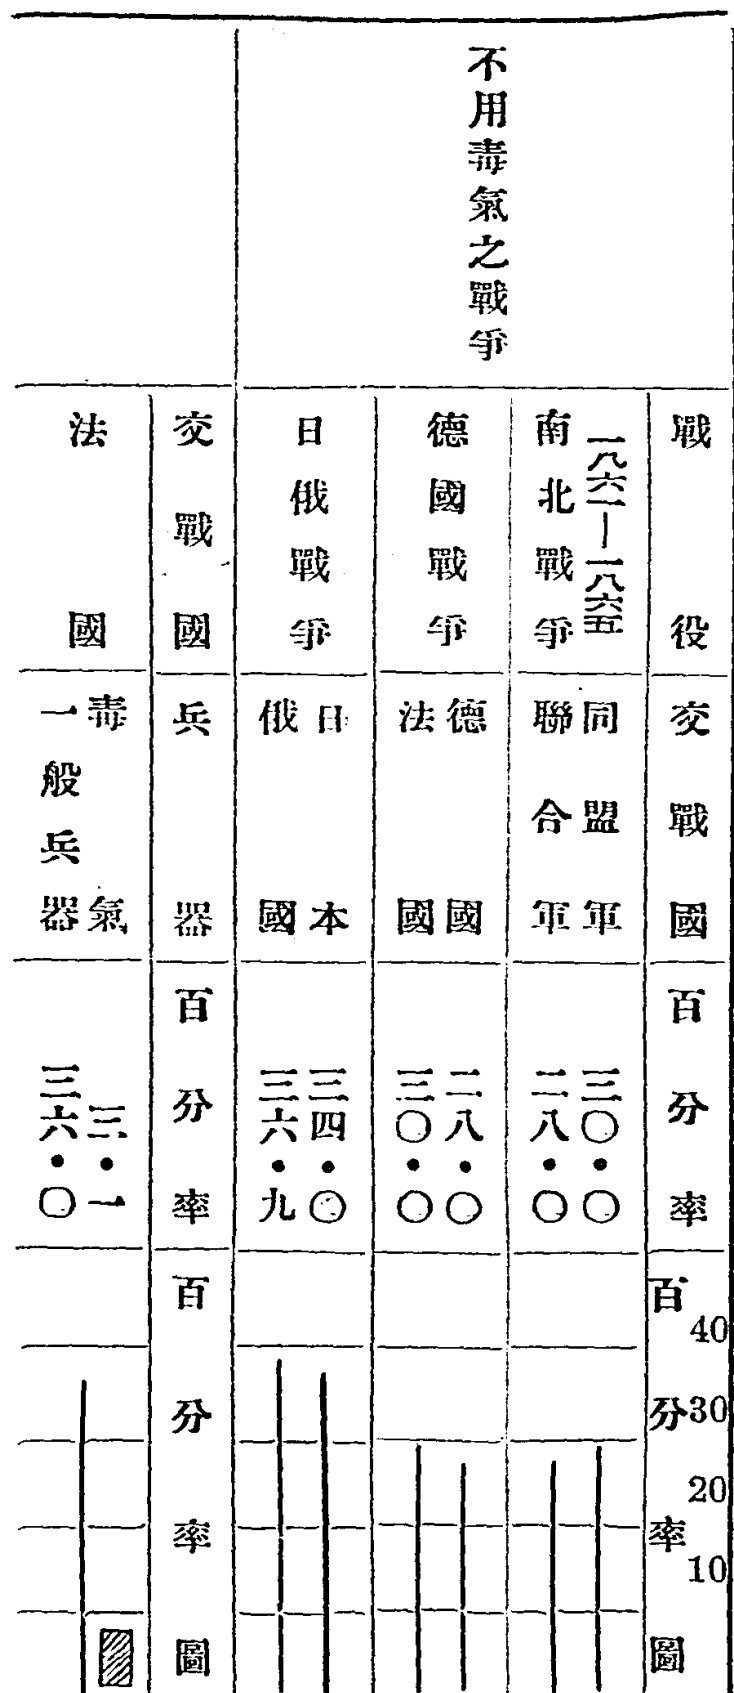 不用毒氣之戰爭
戰役
交戰國
百分率
百分率圖
40
30
20
10
一八六一—一八六五
南北戰爭
同盟軍
聯合軍
三〇・〇
二八・〇
德國戰爭
德國
法國
二八・〇
三〇・〇
日俄戰爭
日本
俄國
三四・〇
三六・九
交戰國
兵器
百分率
百分率圖
法國
毒氣
一般兵器
三・一
三六・〇